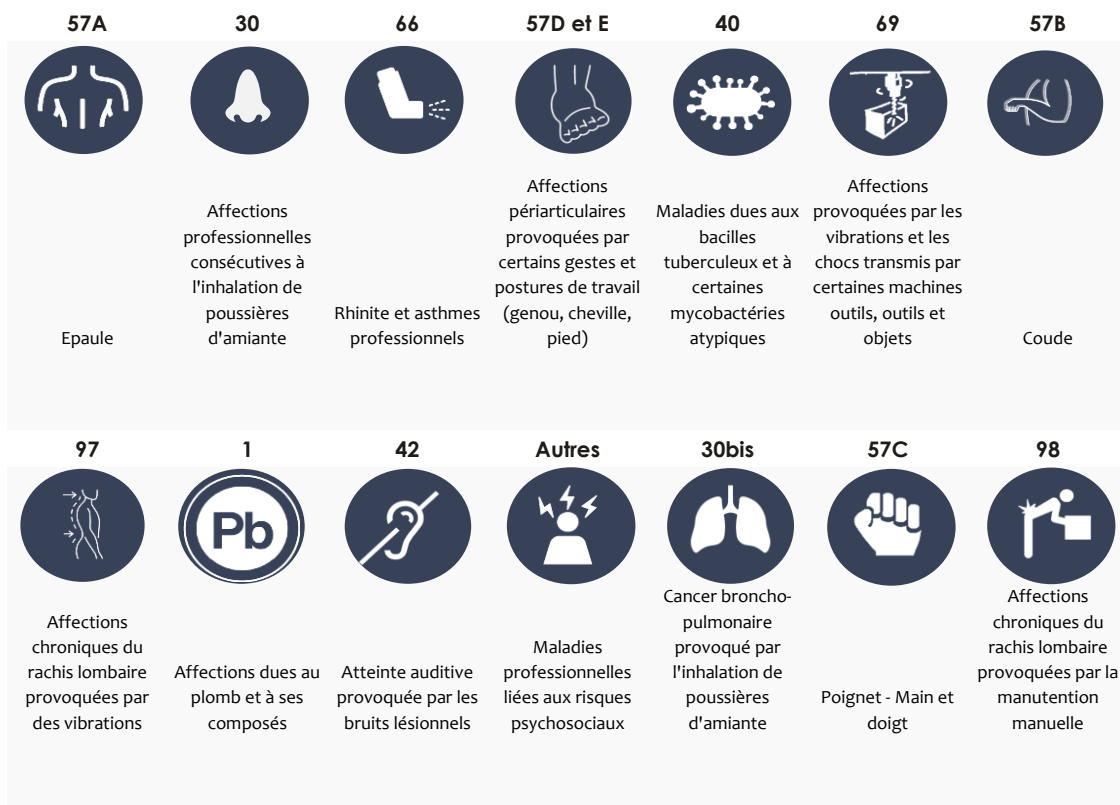 57A
30
66
57D et E
40
69
57B
Epaule
Affections
professionnelles
consécutives à
l'inhalation de
poussières
d'amiante
Rhinite et asthmes
professionnels
Affections
périarticulaires
provoquées par
certains gestes et
postures de travail
(genou, cheville,
pied)
Maladies dues aux
bacilles
tuberculeux et à
certaines
mycobactéries
atypiques
Affections
provoquées par les
vibrations et les
chocs transmis par
certaines machines
outils, outils et
objets
Coude
97
1
42
Autres
30bis
57C
98
Pb
Affections
chroniques du
rachis lombaire
provoquées par
des vibrations
Affections dues au
plomb et à ses
composés
Atteinte auditive
provoquée par les
bruits lésionnels
Maladies
professionnelles
liées aux risques
psychosociaux
Cancer broncho-
pulmonaire
provoqué par
l'inhalation de
poussières
d'amiante
Poignet - Main et
doigt
Affections
chroniques du
rachis lombaire
provoquées par la
manutention
manuelle